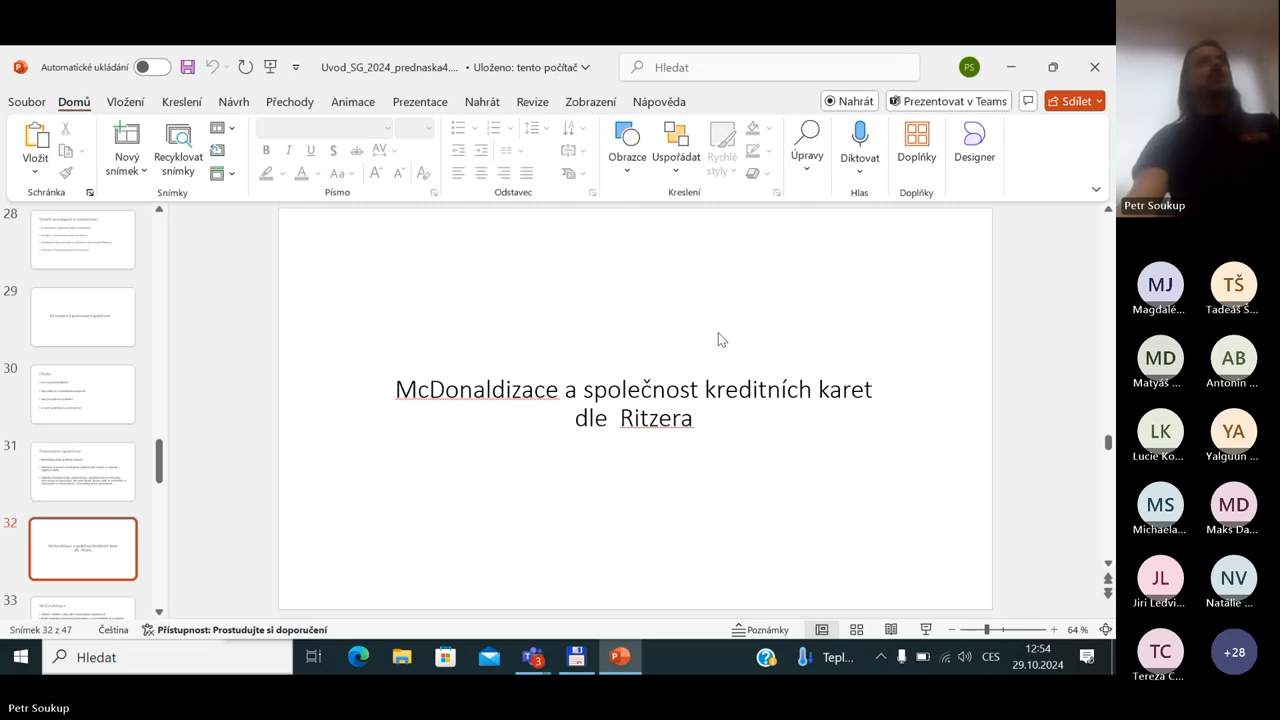 Automatické ukládání
Uvod_SG_2024_prednaska4.... • Uloženo: tento počítač
Hledat
PS
Soubor Domů Vložení Kreslení Návrh Přechody Animace Prezentace Nahrát Revize Zobrazení Nápověda
Nahrát Prezentovat v Teams Sdílet
Vložit Nový snímek Recyklovat snímky
Obrazce Uspořádat Rychlé styly Úpravy Diktovat Doplňky Designer
Schránka Snímky Písmo Odstavec Kreslení Hlas Doplňky
28
29
30
31
32
33
McDonaldizace a společnost kreditních karet
dle Ritzera
Snímek 32 z 47 Čeština Přístupnost: Prostudujte si doporučení Poznámky 64 %
Hledat
3
Tepl... CES
12:54
29.10.2024
Petr Soukup
MJ TŠ
Magdalé... Tadeáš Š...
MD AB
Matyáš ... Antonín ...
LK YA
Lucie Ko... Yalguun ...
MS MD
Michaela... Maks Da...
JL NV
Jiri Ledvi... Natálie ...
TC +28
Tereza C...
Petr Soukup